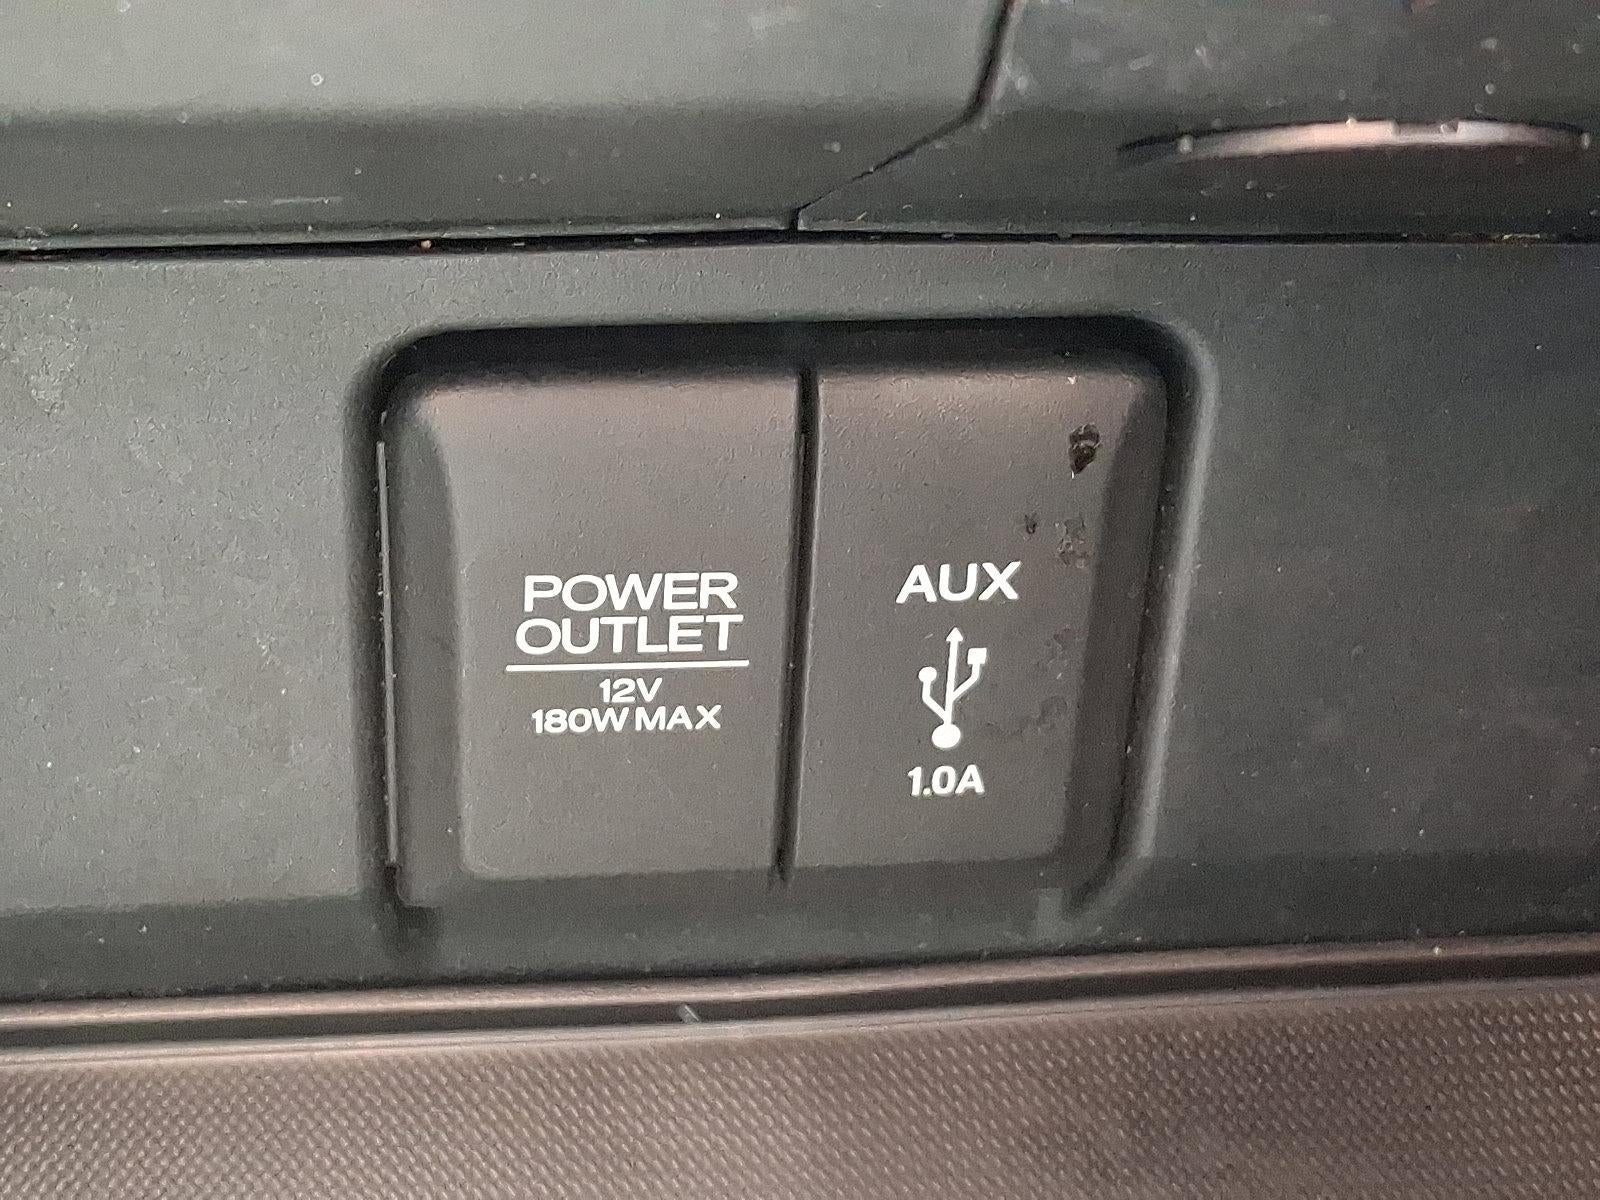 POWER
OUTLET
12V
180W MAX
AUX
1.0A